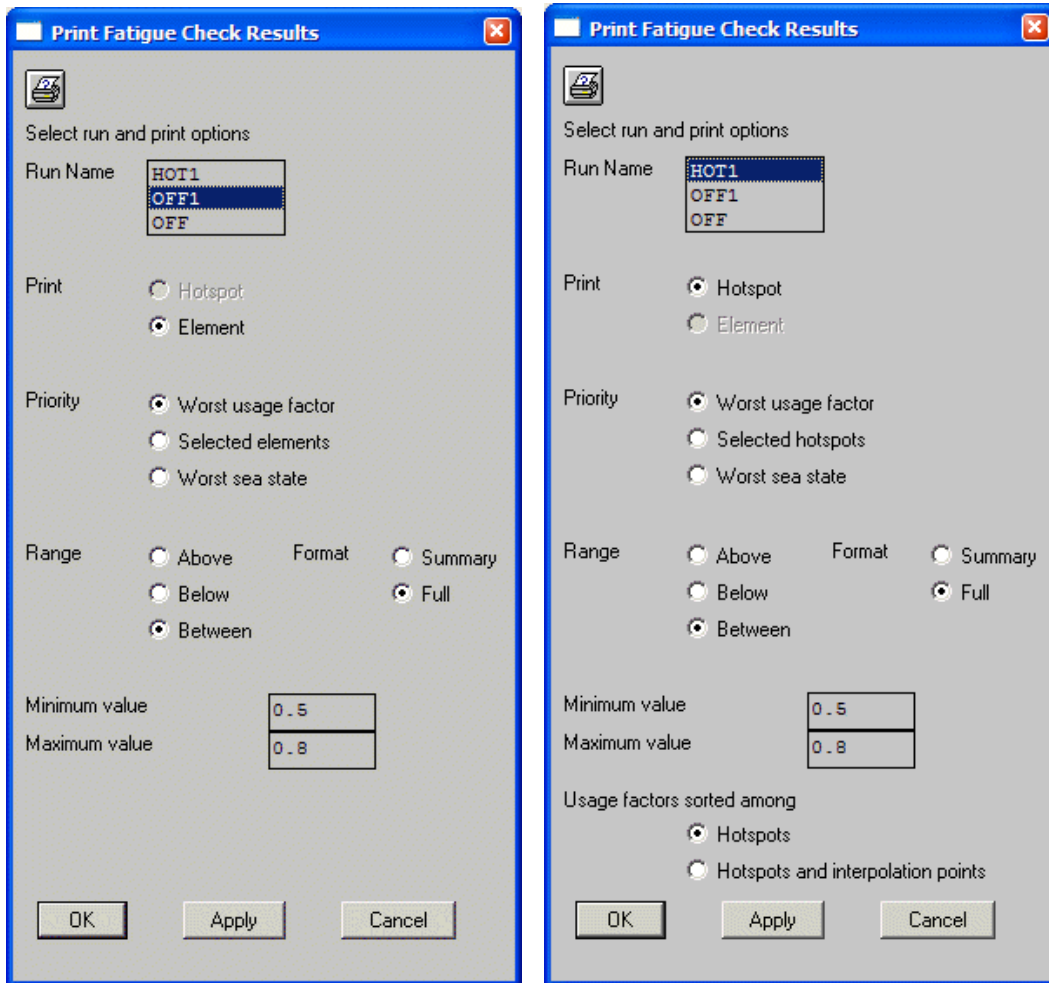 Print Fatigue Check Results
Select run and print options
Run Name
HOT1
OFF1
OFF
Print
Hotspot
Element
Priority
Worst usage factor
Selected elements
Worst sea state
Range
Above
Format
Summary
Below
Full
Between
Minimum value
0.5
Maximum value
0.8
OK
Apply
Cancel
Print Fatigue Check Results
Select run and print options
Run Name
HOT1
OFF1
OFF
Print
Hotspot
Element
Priority
Worst usage factor
Selected hotspots
Worst sea state
Range
Above
Format
Summary
Below
Full
Between
Minimum value
0.5
Maximum value
0.8
Usage factors sorted among
Hotspots
Hotspots and interpolation points
OK
Apply
Cancel